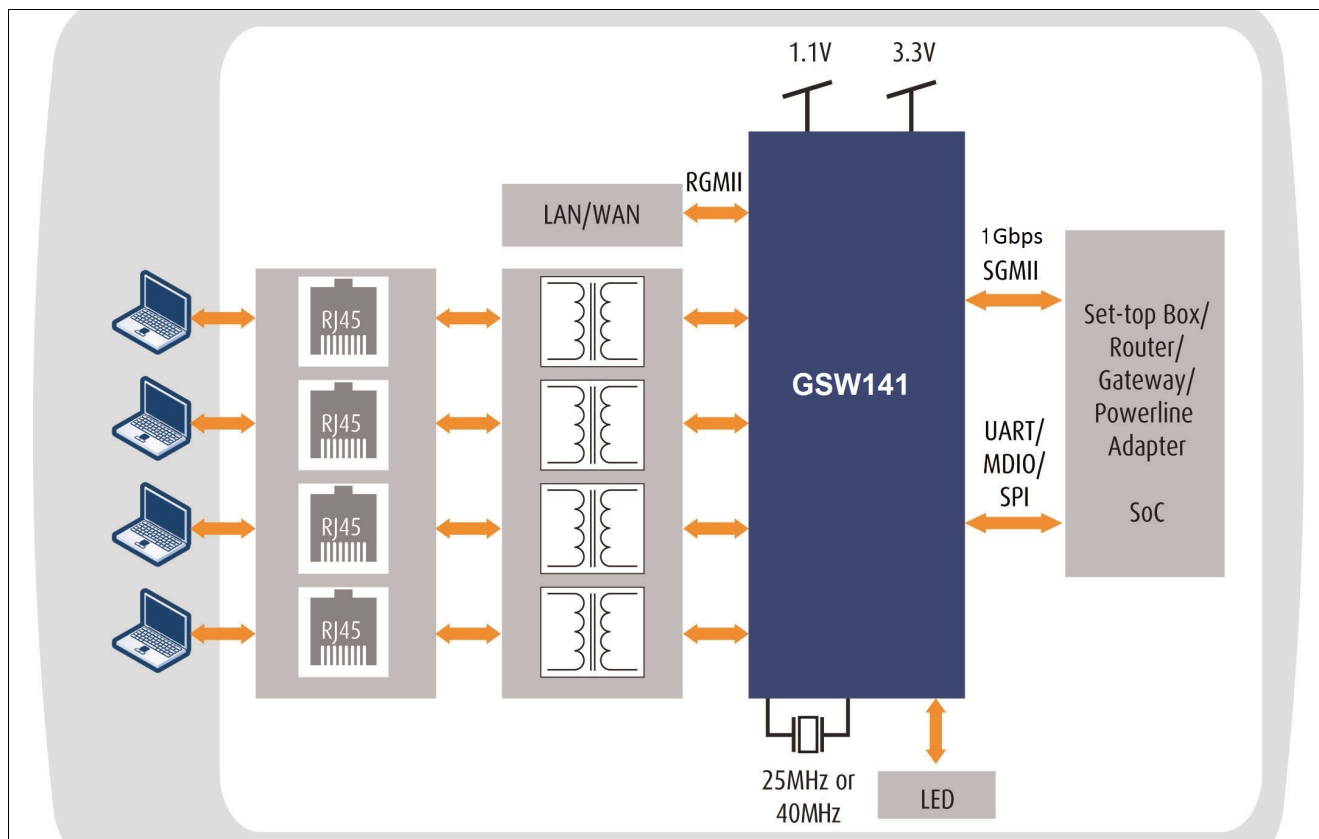 1.1V
3.3V
RGMII
LAN/WAN
1Gbps
SGMII
RJ45
RJ45
RJ45
RJ45
GSW141
Set-top Box/
Router/
Gateway/
Powerline
Adapter
SoC
UART/
MDIO/
SPI
25MHz or
40MHz
LED